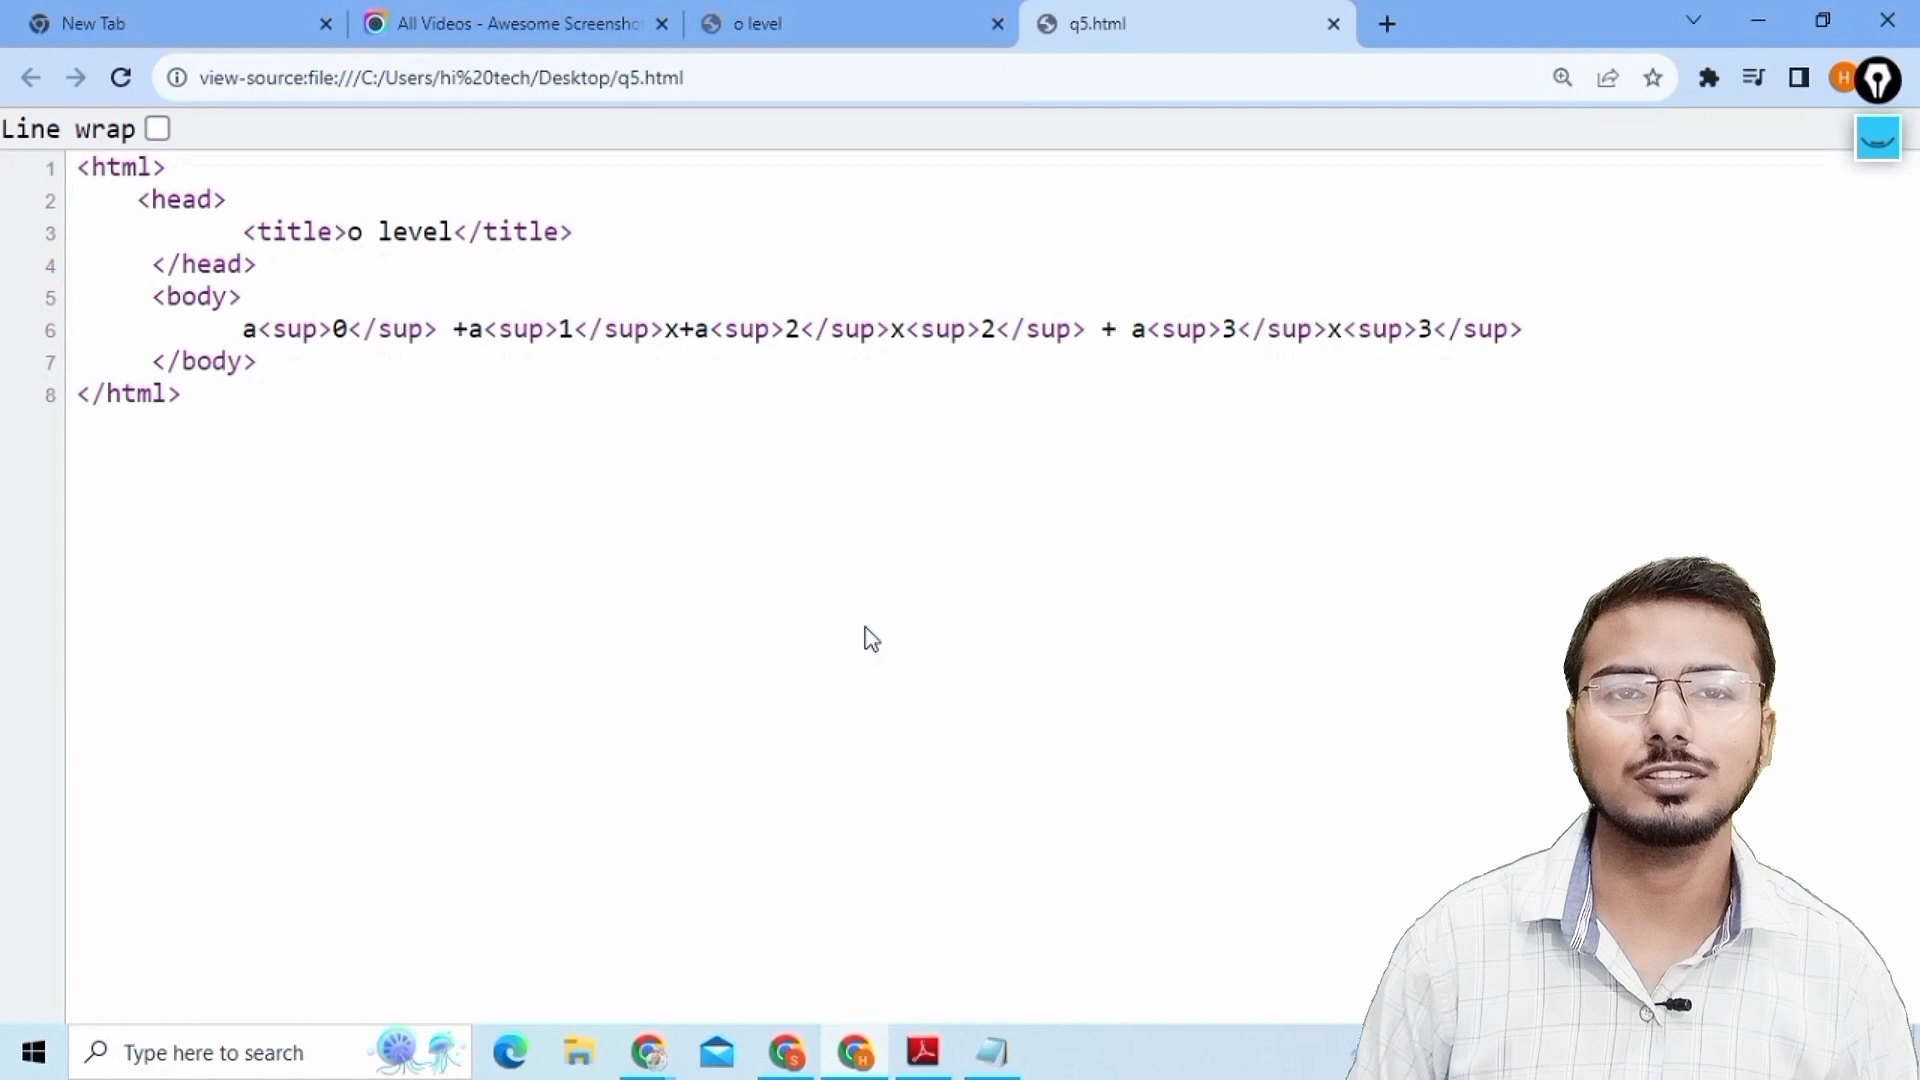 New Tab
All Videos - Awesome Screensho
o level
q5.html
view-source:file:///C:/Users/hi%20tech/Desktop/q5.html
H
Line wrap
1 <html>
2 <head>
3 <title>o level</title>
4 </head>
5 <body>
6 a<sup>0</sup> +a<sup>1</sup>x+a<sup>2</sup>x<sup>2</sup> + a<sup>3</sup>x<sup>3</sup>
7 </body>
8 </html>
Type here to search
S
H